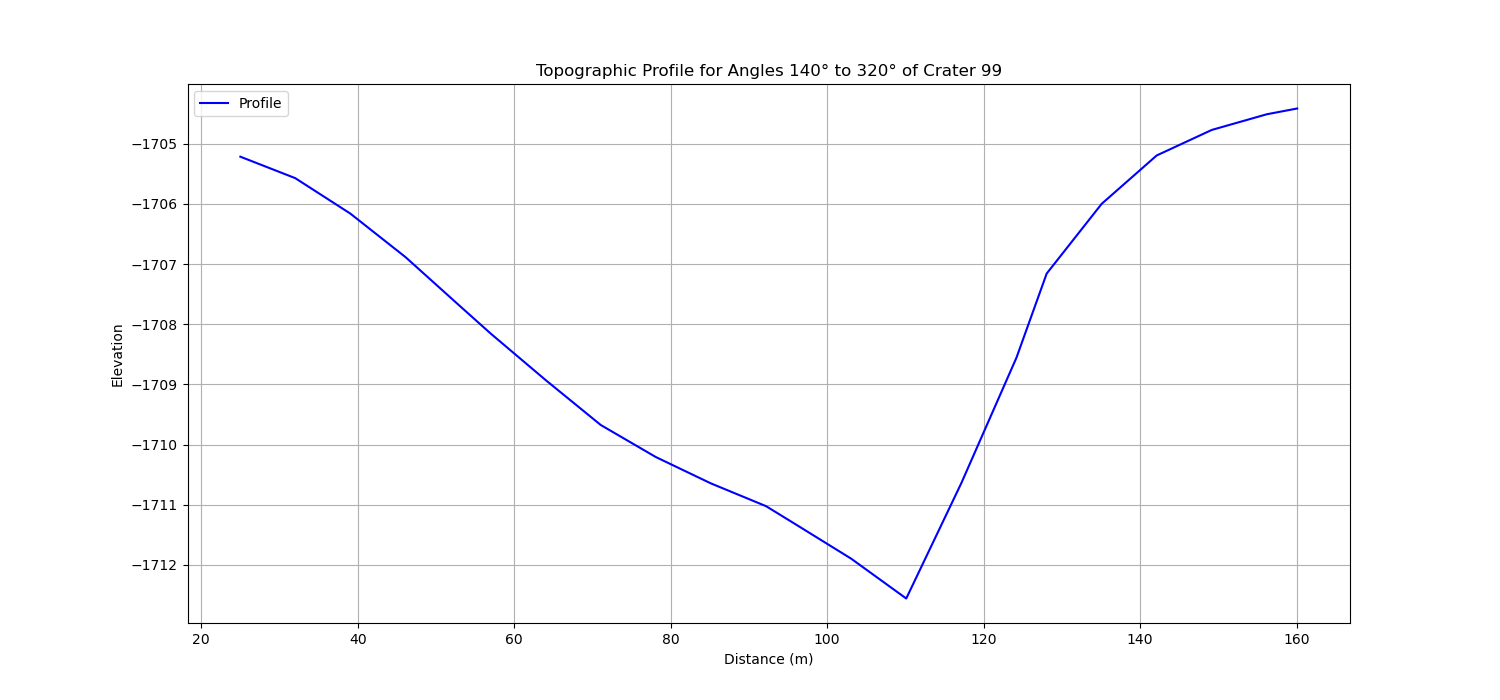 Topographic Profile for Angles 140° to 320° of Crater 99
Profile
−1705
−1706
−1707
−1708
−1709
−1710
−1711
−1712
Elevation
20 40 60 80 100 120 140 160
Distance (m)